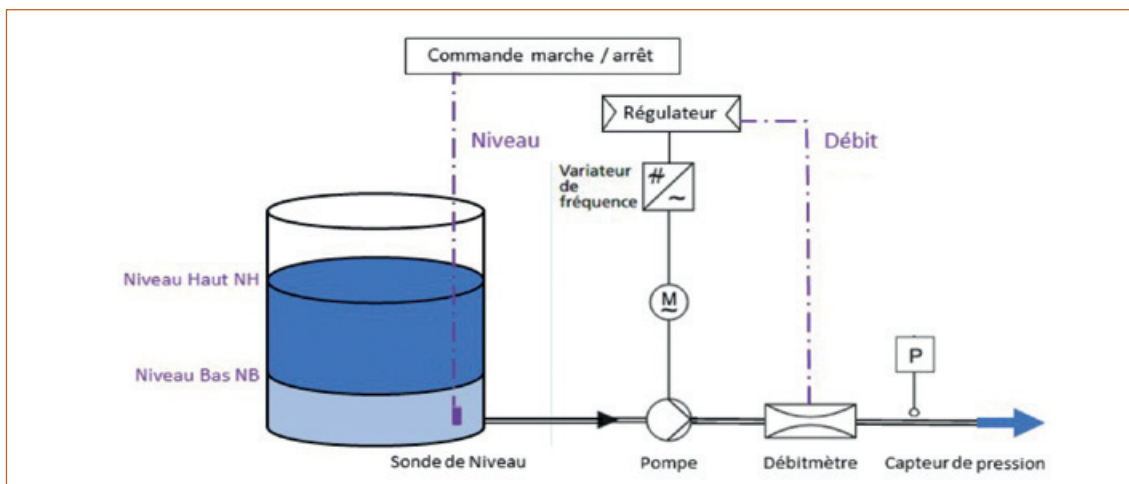 Commande marche / arrêt
Régulateur
Niveau
Débit
Variateur
de
fréquence
#
~
Niveau Haut NH
M
~
P
Niveau Bas NB
Sonde de Niveau
Pompe
Débitmètre
Capteur de pression